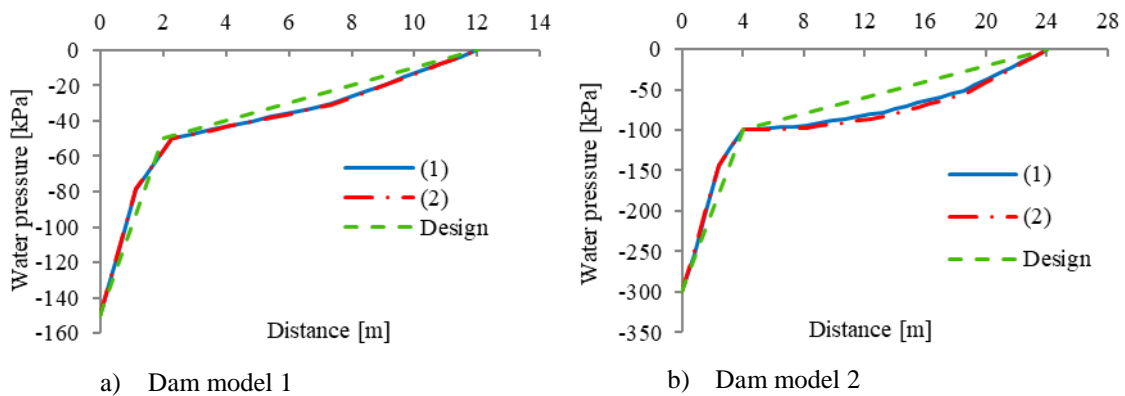 0 2 4 6 8 10 12 14
0
-20
-40
-60
-80
-100
-120
-140
-160
Water pressure [kPa]
Distance [m]
(1)
(2)
Design
a) Dam model 1
0 4 8 12 16 20 24 28
0
-50
-100
-150
-200
-250
-300
-350
Water pressure [kPa]
Distance [m]
(1)
(2)
Design
b) Dam model 2